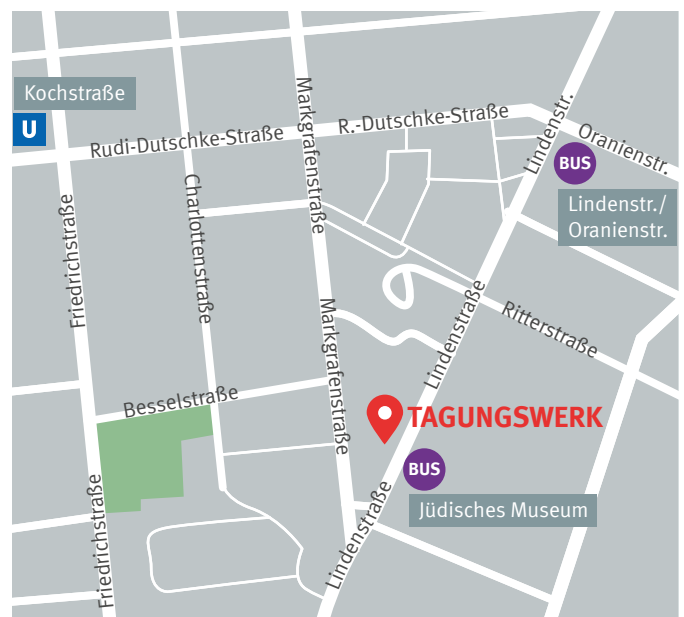 Kochstraße
U
Rudi-Dutschke-Straße
R.-Dutschke-Straße
Markgrafenstraße
Lindenstr.
Oranienstr.
BUS
Lindenstr./
Oranienstr.
Friedrichstraße
Charlottenstraße
Markgrafenstraße
Lindenstraße
Ritterstraße
Besselstraße
TAGUNGSWERK
BUS
Jüdisches Museum
Friedrichstraße
Lindenstraße